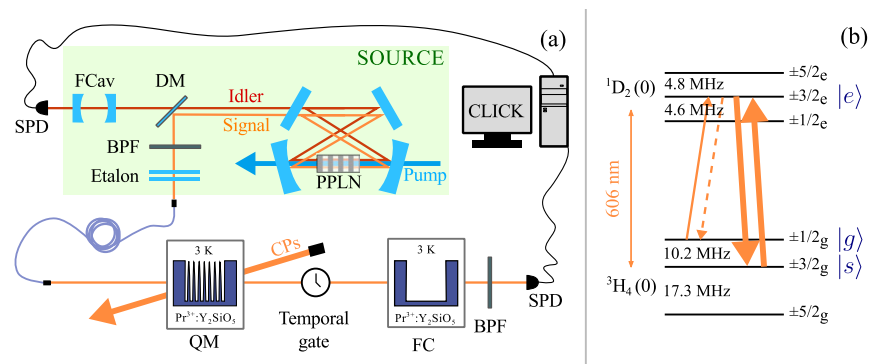 (a)
SOURCE
FCav
DM
Idler
Signal
SPD
CLICK
BPF
Etalon
PPLN
Pump
3 K
CPs
3 K
Pr³⁺:Y₂SiO₅
QM
Temporal
gate
Pr³⁺:Y₂SiO₅
FC
BPF
SPD
(b)
¹D₂(0)
±5/2ₑ
4.8 MHz
±3/2ₑ
|e⟩
4.6 MHz
±1/2ₑ
606 nm
±1/2g
|g⟩
10.2 MHz
±3/2g
|s⟩
³H₄(0)
17.3 MHz
±5/2g